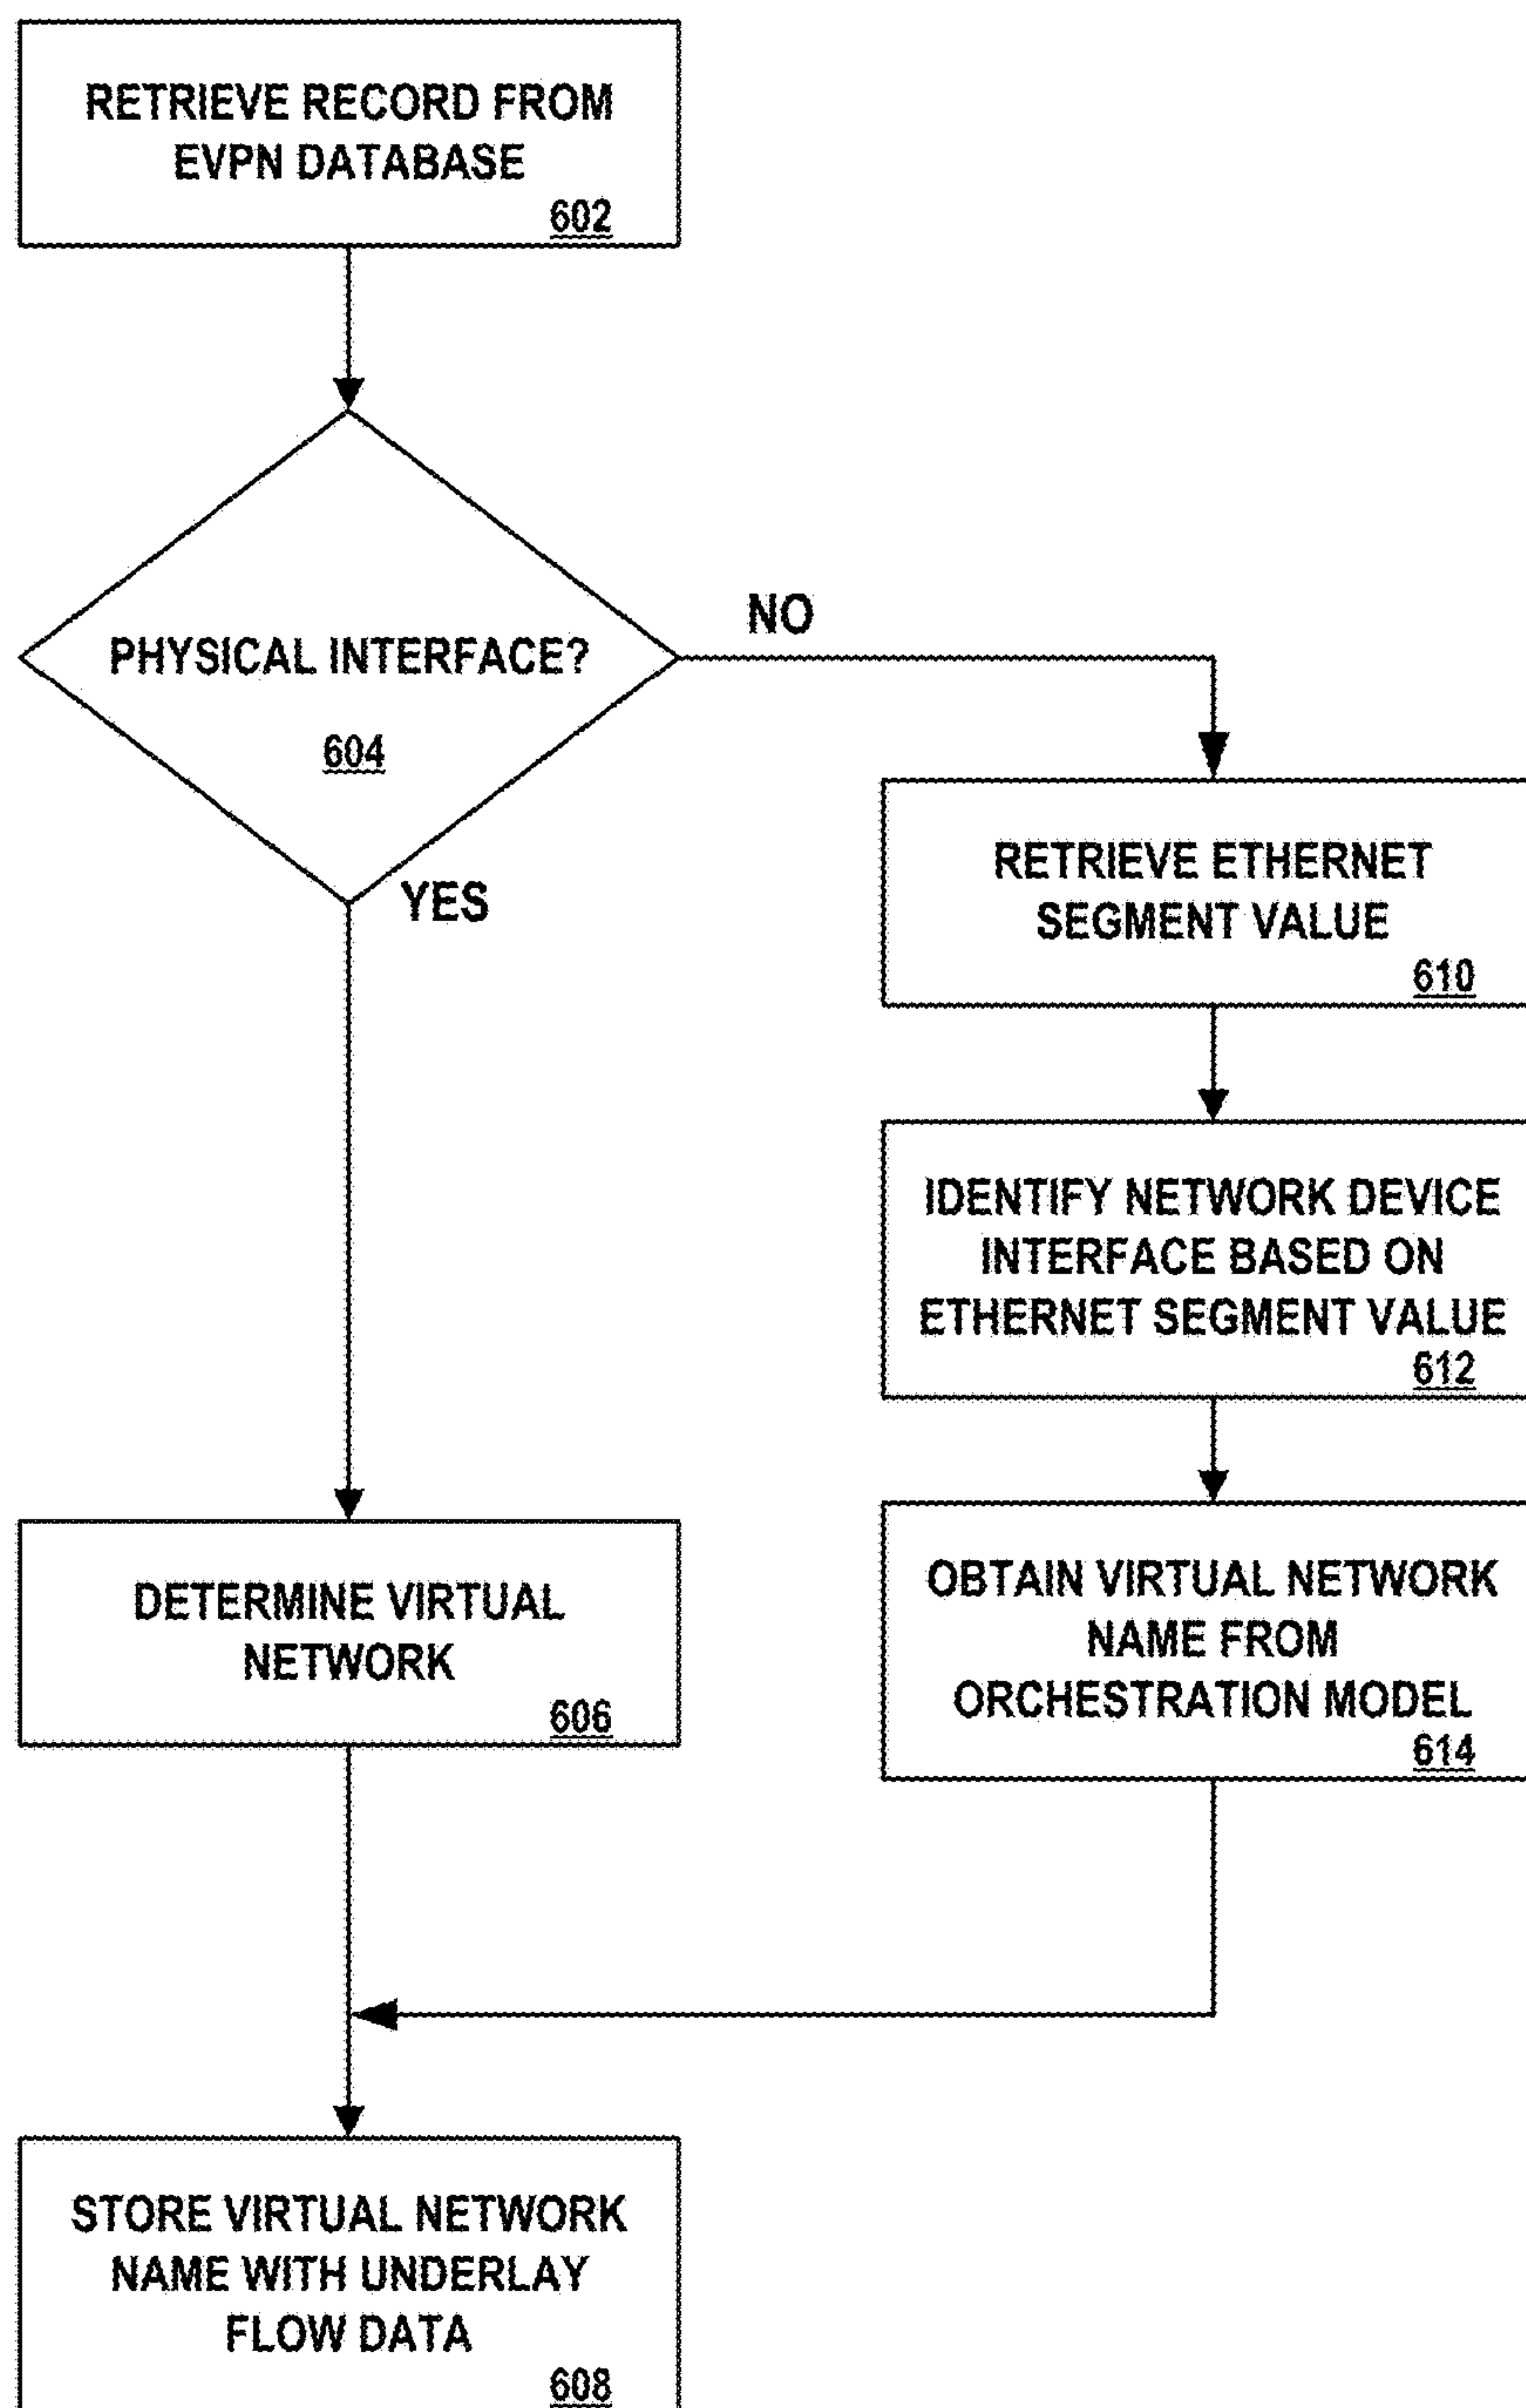 RETRIEVE RECORD FROM
EVPN DATABASE
602
PHYSICAL INTERFACE?
604
NO
YES
RETRIEVE ETHERNET
SEGMENT VALUE
610
IDENTIFY NETWORK DEVICE
INTERFACE BASED ON
ETHERNET SEGMENT VALUE
612
OBTAIN VIRTUAL NETWORK
NAME FROM
ORCHESTRATION MODEL
614
DETERMINE VIRTUAL
NETWORK
606
STORE VIRTUAL NETWORK
NAME WITH UNDERLAY
FLOW DATA
608